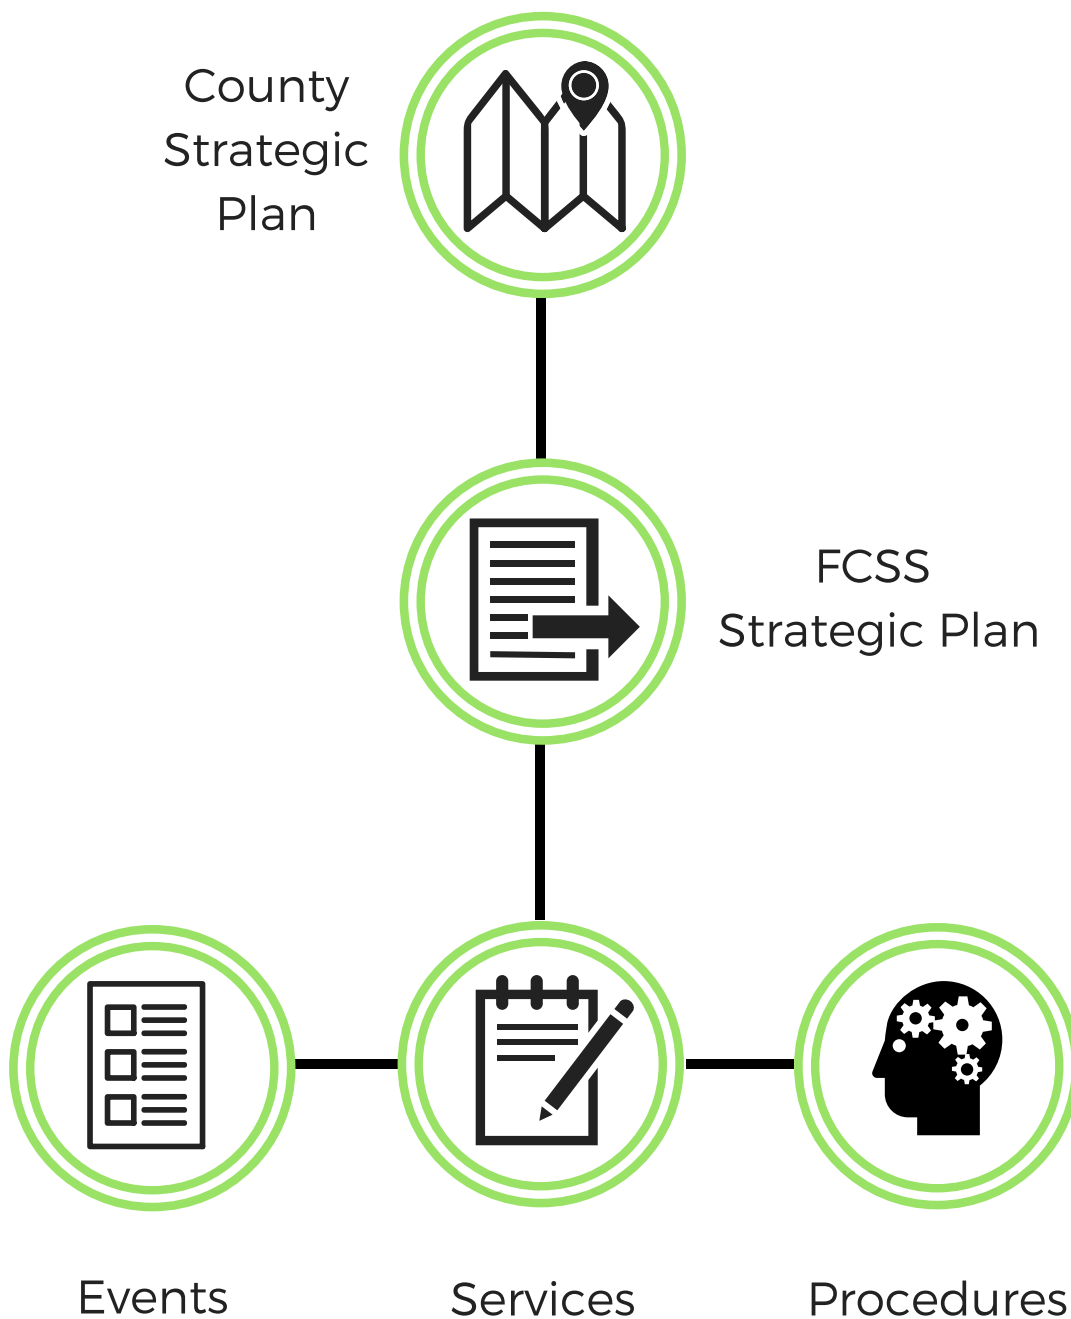 County
Strategic
Plan
FCSS
Strategic Plan
Events
Services
Procedures